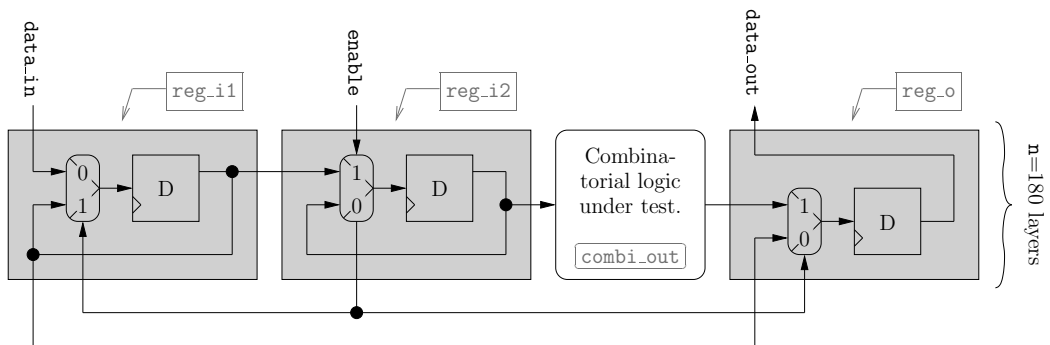 data_in
enable
data_out
reg_i1
reg_i2
reg_o
0
1
D
1
0
D
Combina-
torial logic
under test.
combi_out
1
0
D
n=180 layers